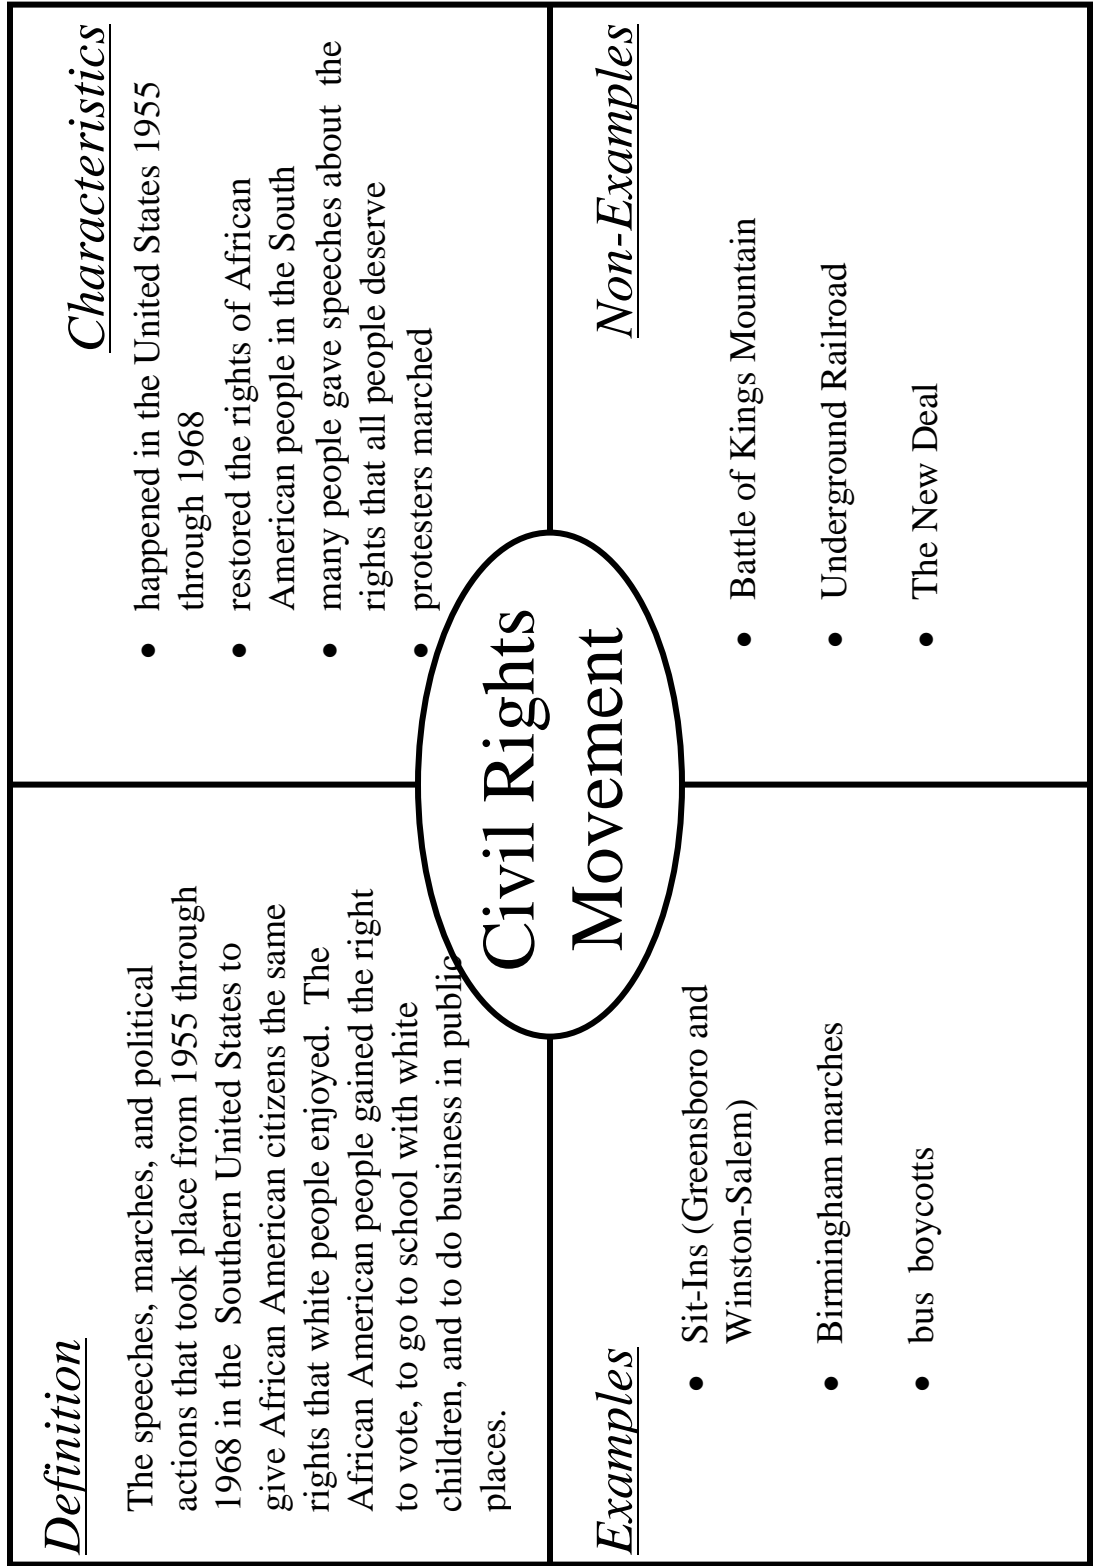 Definition
The speeches, marches, and political
actions that took place from 1955 through
1968 in the  Southern United States to
give African American citizens the same
rights that white people enjoyed.  The
African American people gained the right
to vote, to go to school with white
children, and to do business in public
places.
Characteristics
• happened in the United States 1955
through 1968
• restored the rights of African
American people in the South
• many people gave speeches about  the
rights that all people deserve
• protesters marched
Civil Rights
Movement
Examples
• Sit-Ins (Greensboro and
Winston-Salem)
• Birmingham marches
• bus  boycotts
Non-Examples
• Battle of Kings Mountain
• Underground Railroad
• The New Deal